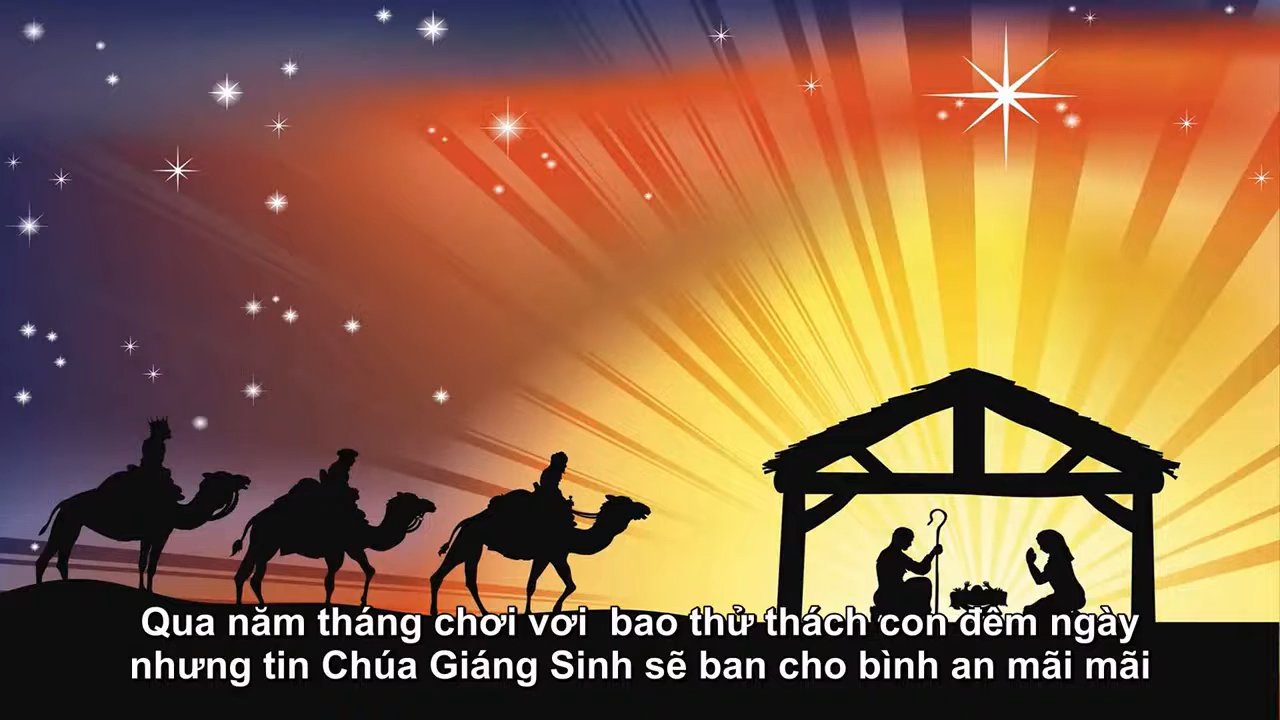 Qua năm tháng chơi vơi  bao thử thách con đêm ngày
nhưng tin Chúa Giáng Sinh sẽ ban cho bình an mãi mãi